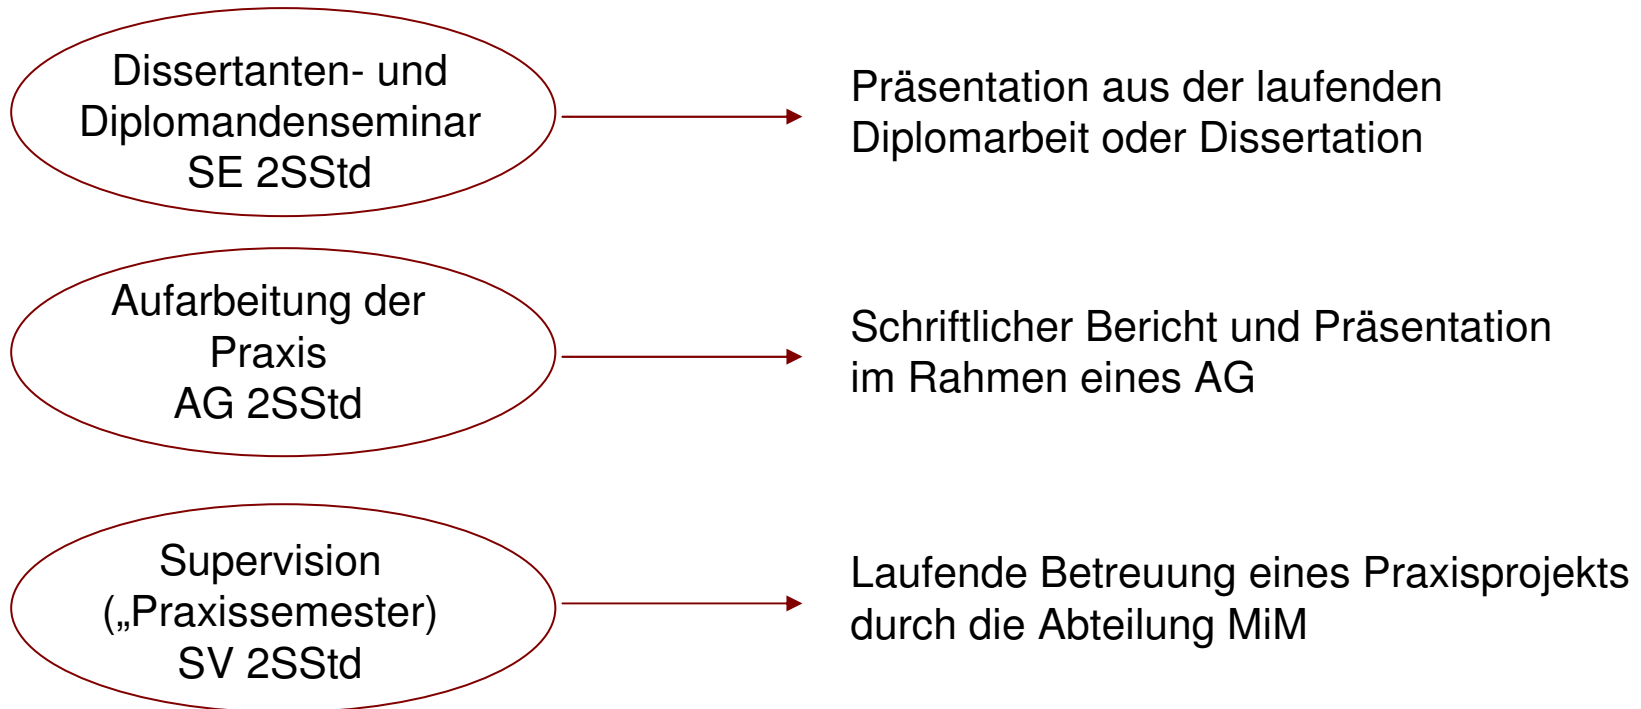 Dissertanten- und
Diplomandenseminar
SE 2SStd
Präsentation aus der laufenden
Diplomarbeit oder Dissertation
Aufarbeitung der
Praxis
AG 2SStd
Schriftlicher Bericht und Präsentation
im Rahmen eines AG
Supervision
(„Praxissemester)
SV 2SStd
Laufende Betreuung eines Praxisprojekts
durch die Abteilung MiM